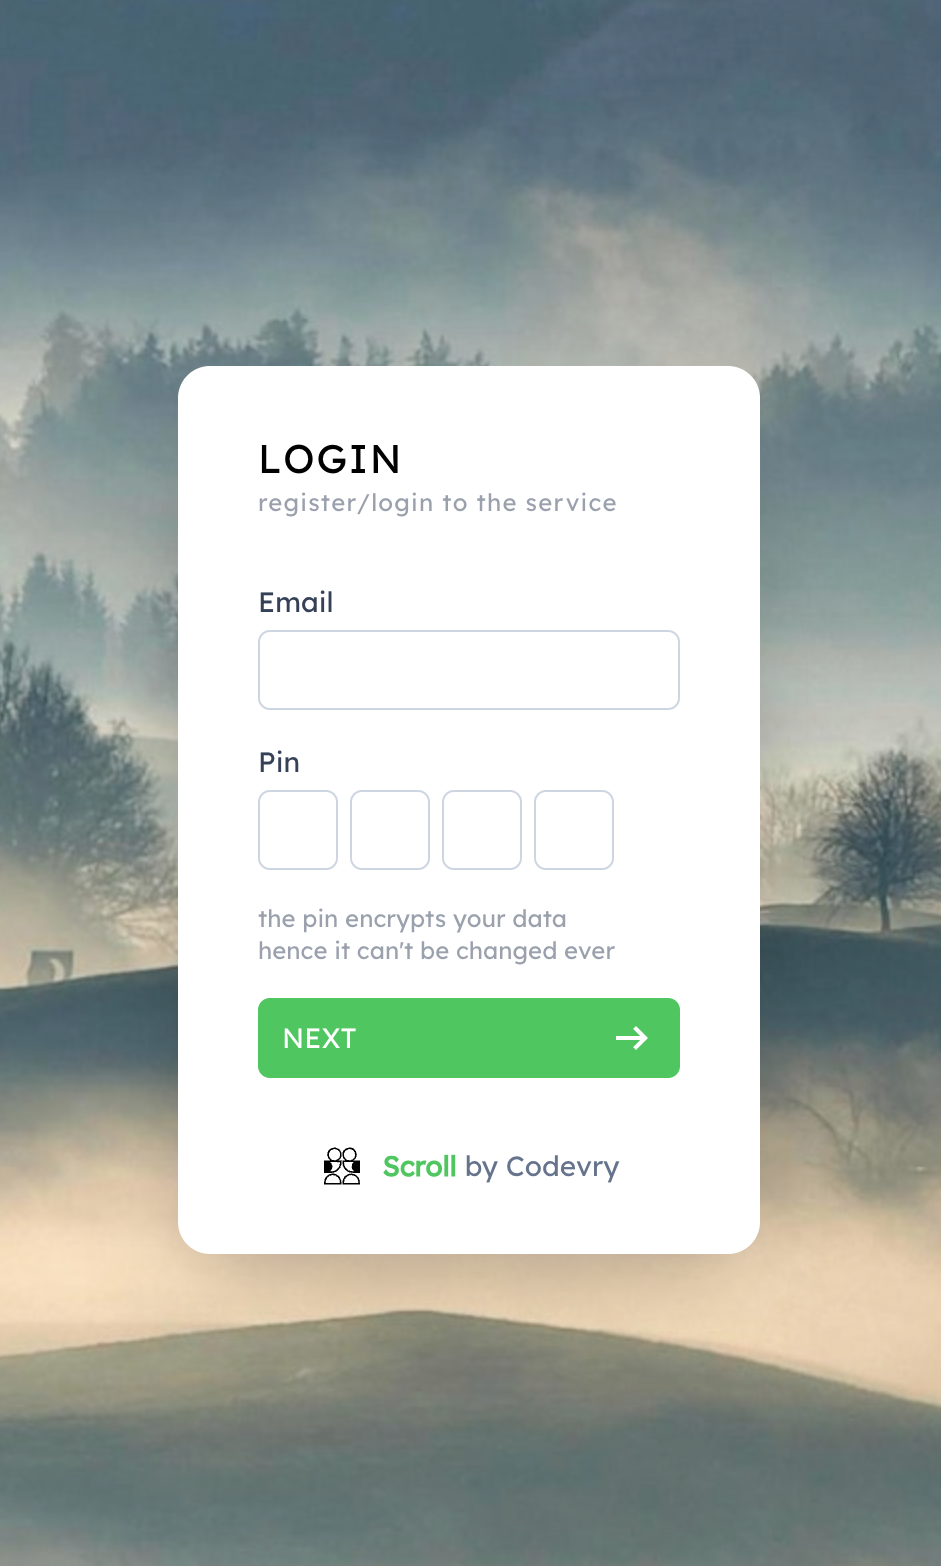 LOGIN
register/login to the service
Email
Pin
the pin encrypts your data
hence it can't be changed ever
NEXT
Scroll by Codevry